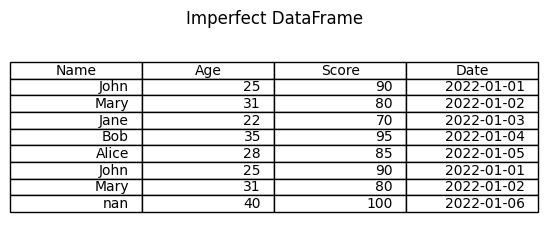 Imperfect DataFrame
Name Age Score Date
John 25 90 2022-01-01
Mary 31 80 2022-01-02
Jane 22 70 2022-01-03
Bob 35 95 2022-01-04
Alice 28 85 2022-01-05
John 25 90 2022-01-01
Mary 31 80 2022-01-02
nan 40 100 2022-01-06